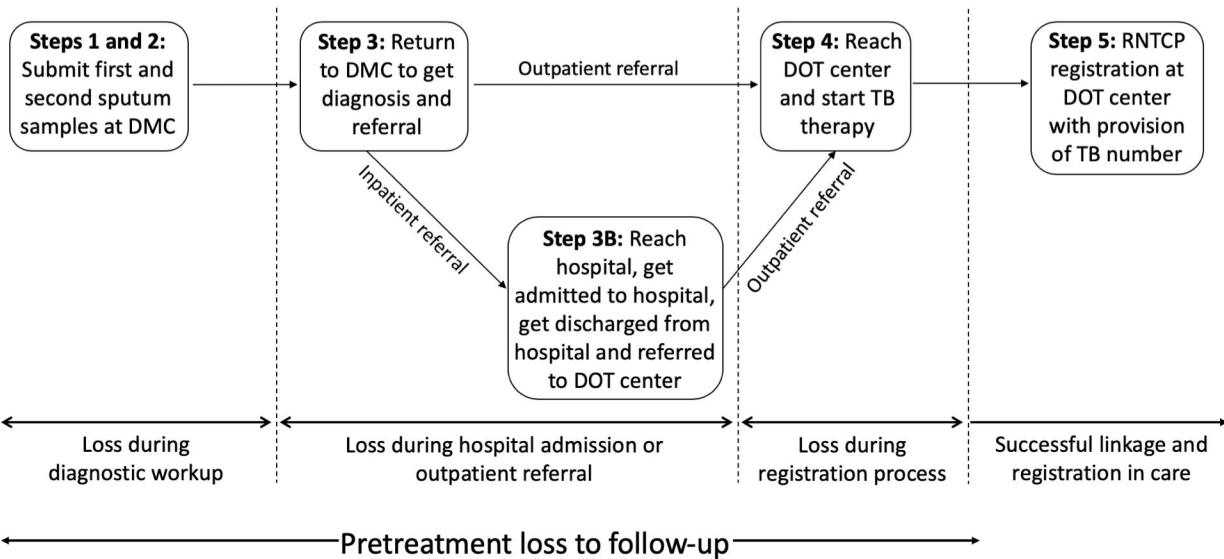 Steps 1 and 2:
Submit first and
second sputum
samples at DMC
Step 3: Return
to DMC to get
diagnosis and
referral
Outpatient referral
Step 4: Reach
DOT center
and start TB
therapy
Step 5: RNTCP
registration at
DOT center
with provision
of TB number
Inpatient referral
Step 3B: Reach
hospital, get
admitted to hospital,
get discharged from
hospital and referred
to DOT center
Outpatient referral
Loss during
diagnostic workup
Loss during hospital admission or
outpatient referral
Loss during
registration process
Successful linkage and
registration in care
Pretreatment loss to follow-up